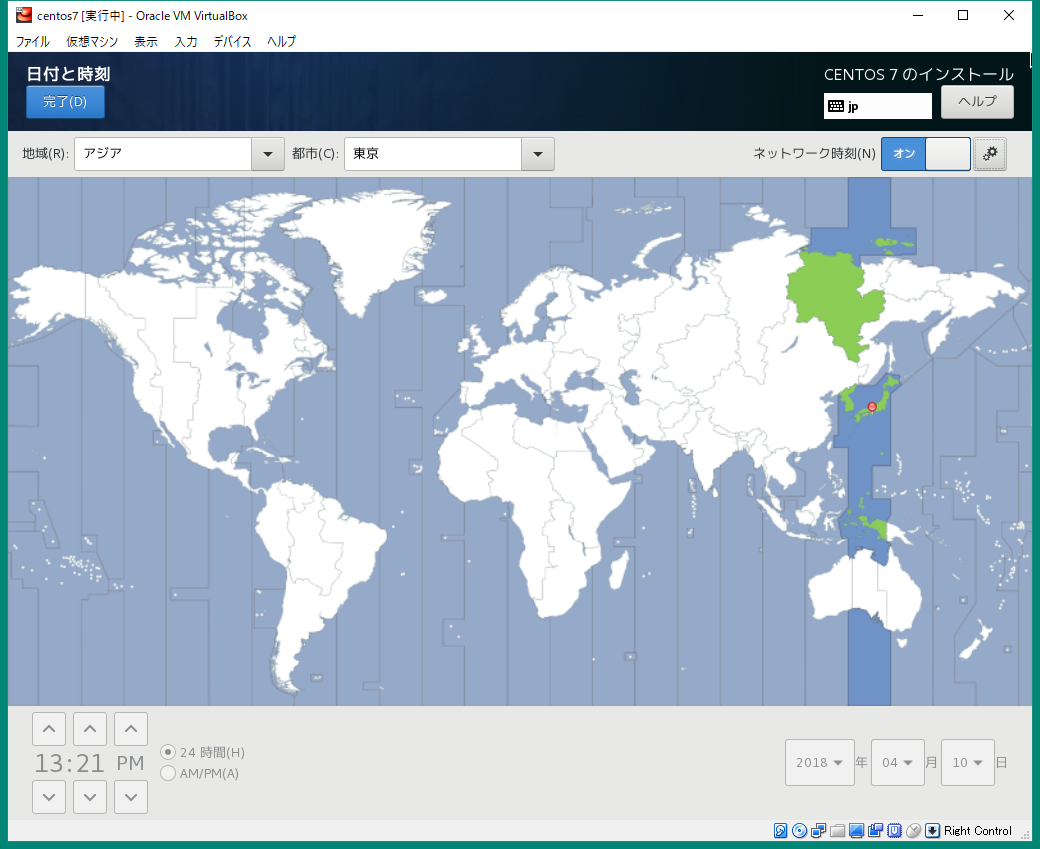 centos7 [実行中] - Oracle VM VirtualBox
ファイル 仮想マシン 表示 入力 デバイス ヘルプ
日付と時刻
CENTOS 7 のインストール
完了(D)
jp
ヘルプ
地域(R): アジア 都市(C): 東京 ネットワーク時刻(N) オン
13:21 PM
24 時間(H)
AM/PM(A)
2018 年 04 月 10 日
Right Control